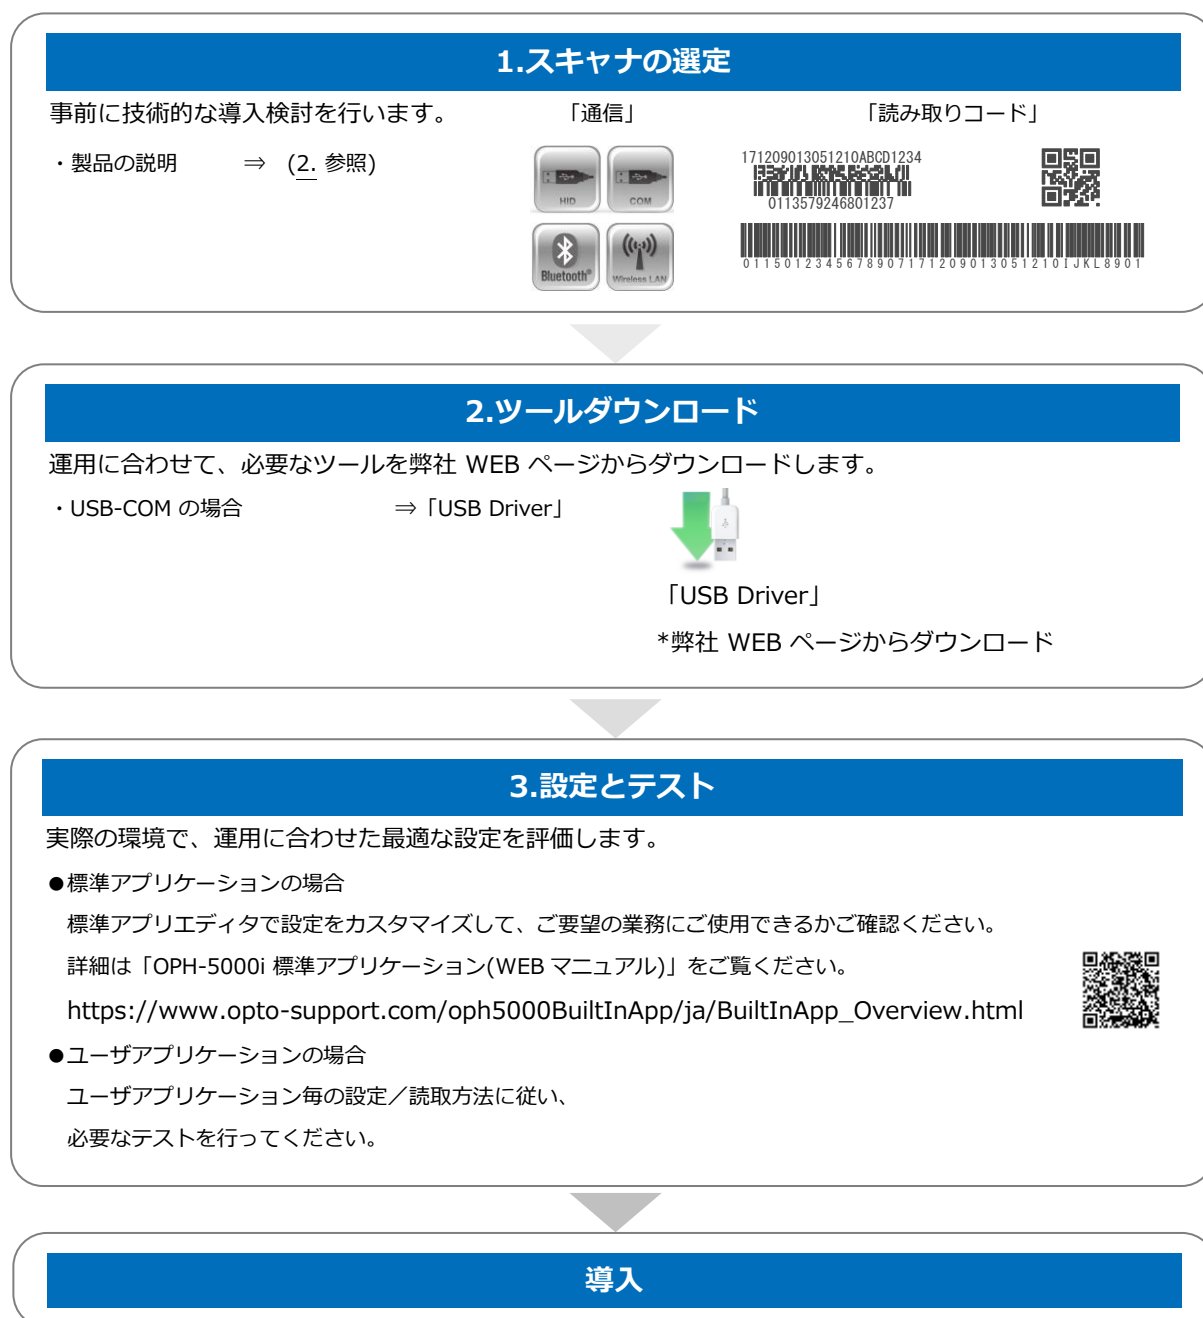 1.スキャナの選定
事前に技術的な導入検討を行います。
「通信」
「読み取りコード」
・製品の説明 ⇒ (2. 参照)
HID
COM
Bluetooth®
Wireless LAN
171209013051210ABCD1234
0113579246801237
01150123456789071712090130512101JKL8901
2.ツールダウンロード
運用に合わせて、必要なツールを弊社 WEB ページからダウンロードします。
・USB-COM の場合 ⇒「USB Driver」
「USB Driver」
*弊社 WEB ページからダウンロード
3.設定とテスト
実際の環境で、運用に合わせた最適な設定を評価します。
●標準アプリケーションの場合
標準アプリエディタで設定をカスタマイズして、ご要望の業務にご使用できるかご確認ください。
詳細は「OPH-5000i 標準アプリケーション(WEB マニュアル)」をご覧ください。
https://www.opto-support.com/oph5000BuiltInApp/ja/BuiltInApp_Overview.html
●ユーザアプリケーションの場合
ユーザアプリケーション毎の設定／読取方法に従い、
必要なテストを行ってください。
導入